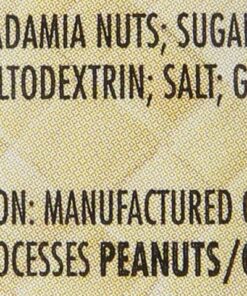 ADAMIA NUTS; SUGAR
LTODEXTRIN; SALT; G
ON: MANUFACTURED
OCESSES PEANUTS/